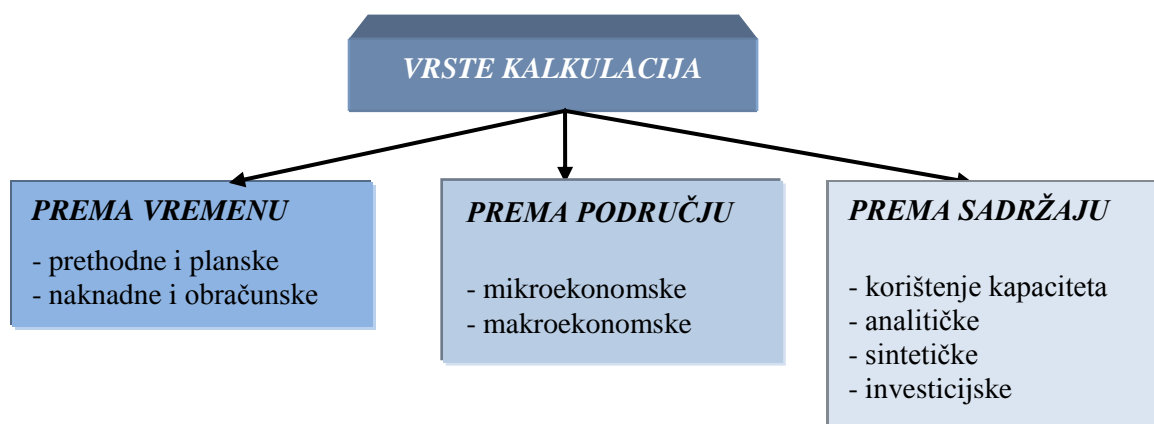 VRSTE KALKULACIJA
PREMA VREMENU
- prethodne i planske
- naknadne i obračunske
PREMA PODRUČJU
- mikroekonomske
- makroekonomske
PREMA SADRŽAJU
- korištenje kapaciteta
- analitičke
- sintetičke
- investicijske